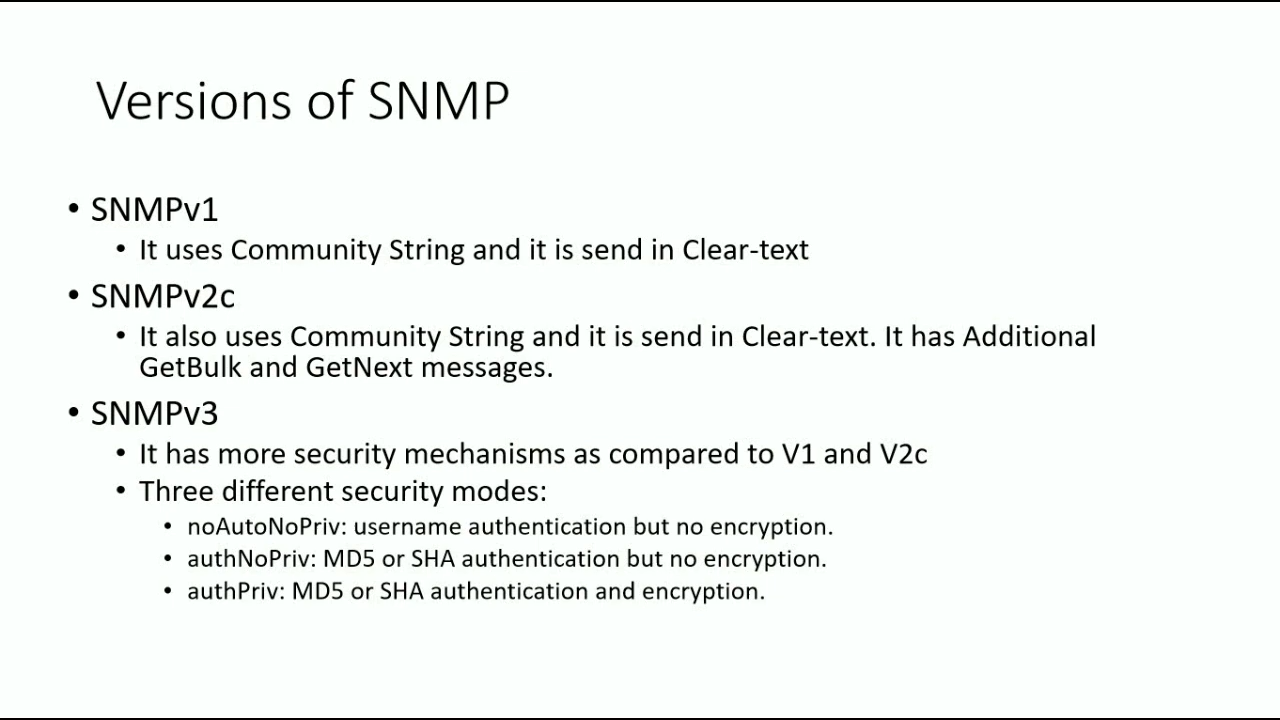 Versions of SNMP
• SNMPv1
• It uses Community String and it is send in Clear-text
• SNMPv2c
• It also uses Community String and it is send in Clear-text. It has Additional
GetBulk and GetNext messages.
• SNMPv3
• It has more security mechanisms as compared to V1 and V2c
• Three different security modes:
• noAutoNoPriv: username authentication but no encryption.
• authNoPriv: MD5 or SHA authentication but no encryption.
• authPriv: MD5 or SHA authentication and encryption.